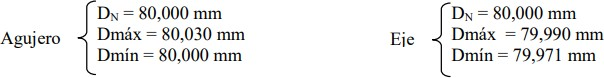 Agujero
D_N = 80,000 mm
Dmáx = 80,030 mm
Dmín = 80,000 mm
Eje
D_N = 80,000 mm
Dmáx = 79,990 mm
Dmín = 79,971 mm